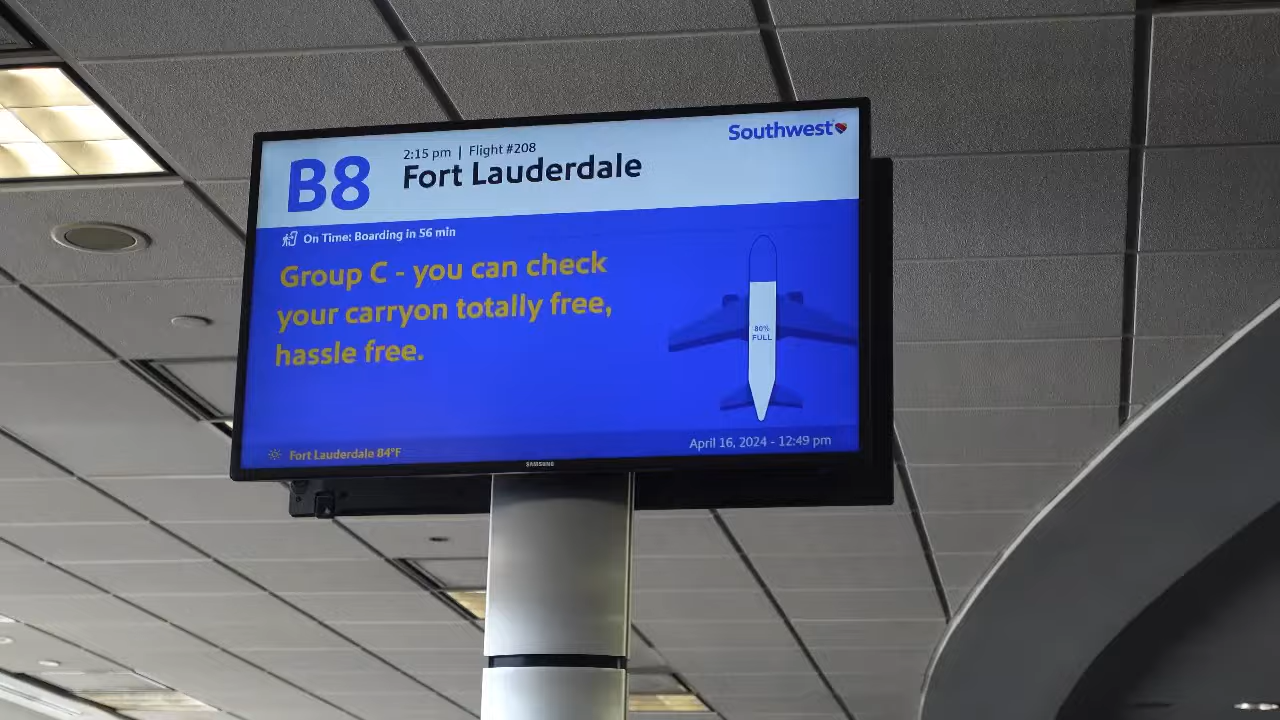 B8
2:15 pm | Flight #208
Fort Lauderdale
Southwest
On Time: Boarding in 56 min
Group C - you can check
your carryon totally free,
hassle free.
80%
FULL
Fort Lauderdale 84°F
April 16, 2024 - 12:49 pm
SAMSUNG